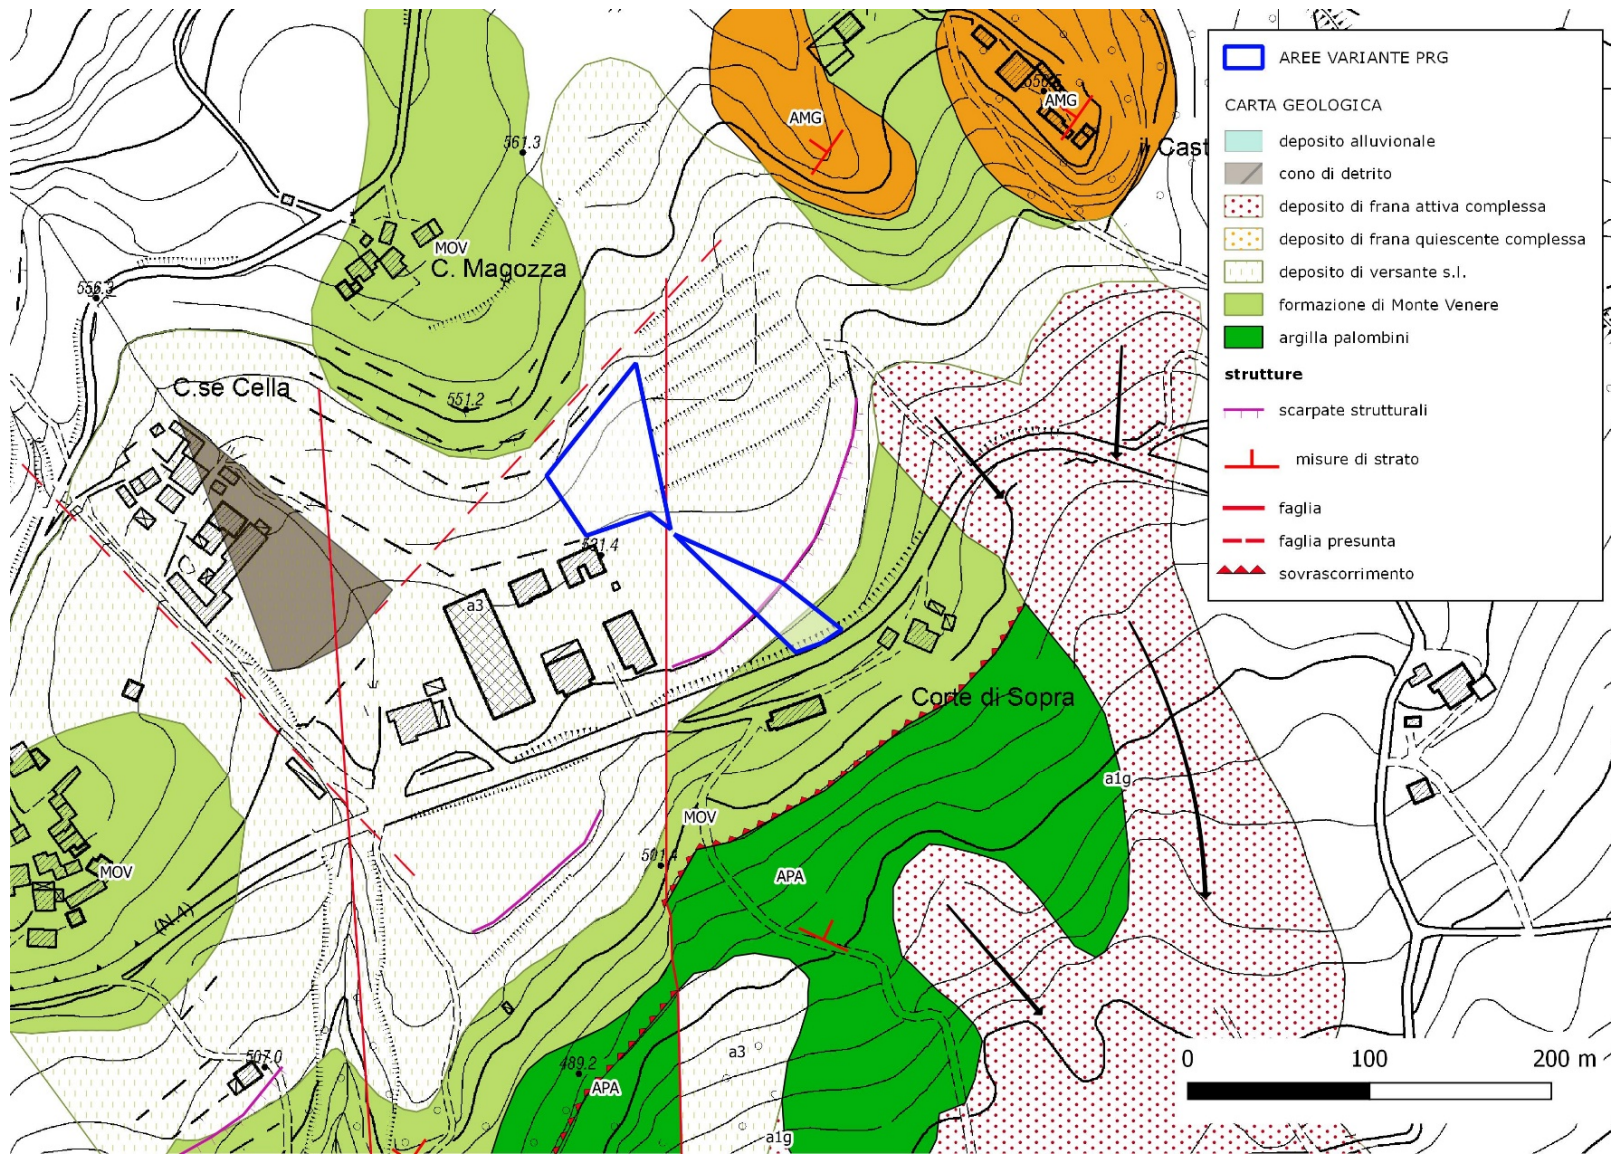 AREE VARIANTE PRG
CARTA GEOLOGICA
deposito alluvionale
cono di detrito
deposito di frana attiva complessa
deposito di frana quiescente complessa
deposito di versante s.l.
formazione di Monte Venere
argilla palombini
strutture
scarpate strutturali
misure di strato
faglia
faglia presunta
sovrascorrimento
AMG
AMG
il Cast
561.3
MOV
C. Magozza
556.3
C.se Cella
551.2
531.4
a3
Corte di Sopra
a1g
MOV
501.4
APA
MOV
(N.4)
507.0
489.2
APA
a3
a1g
0 100 200 m